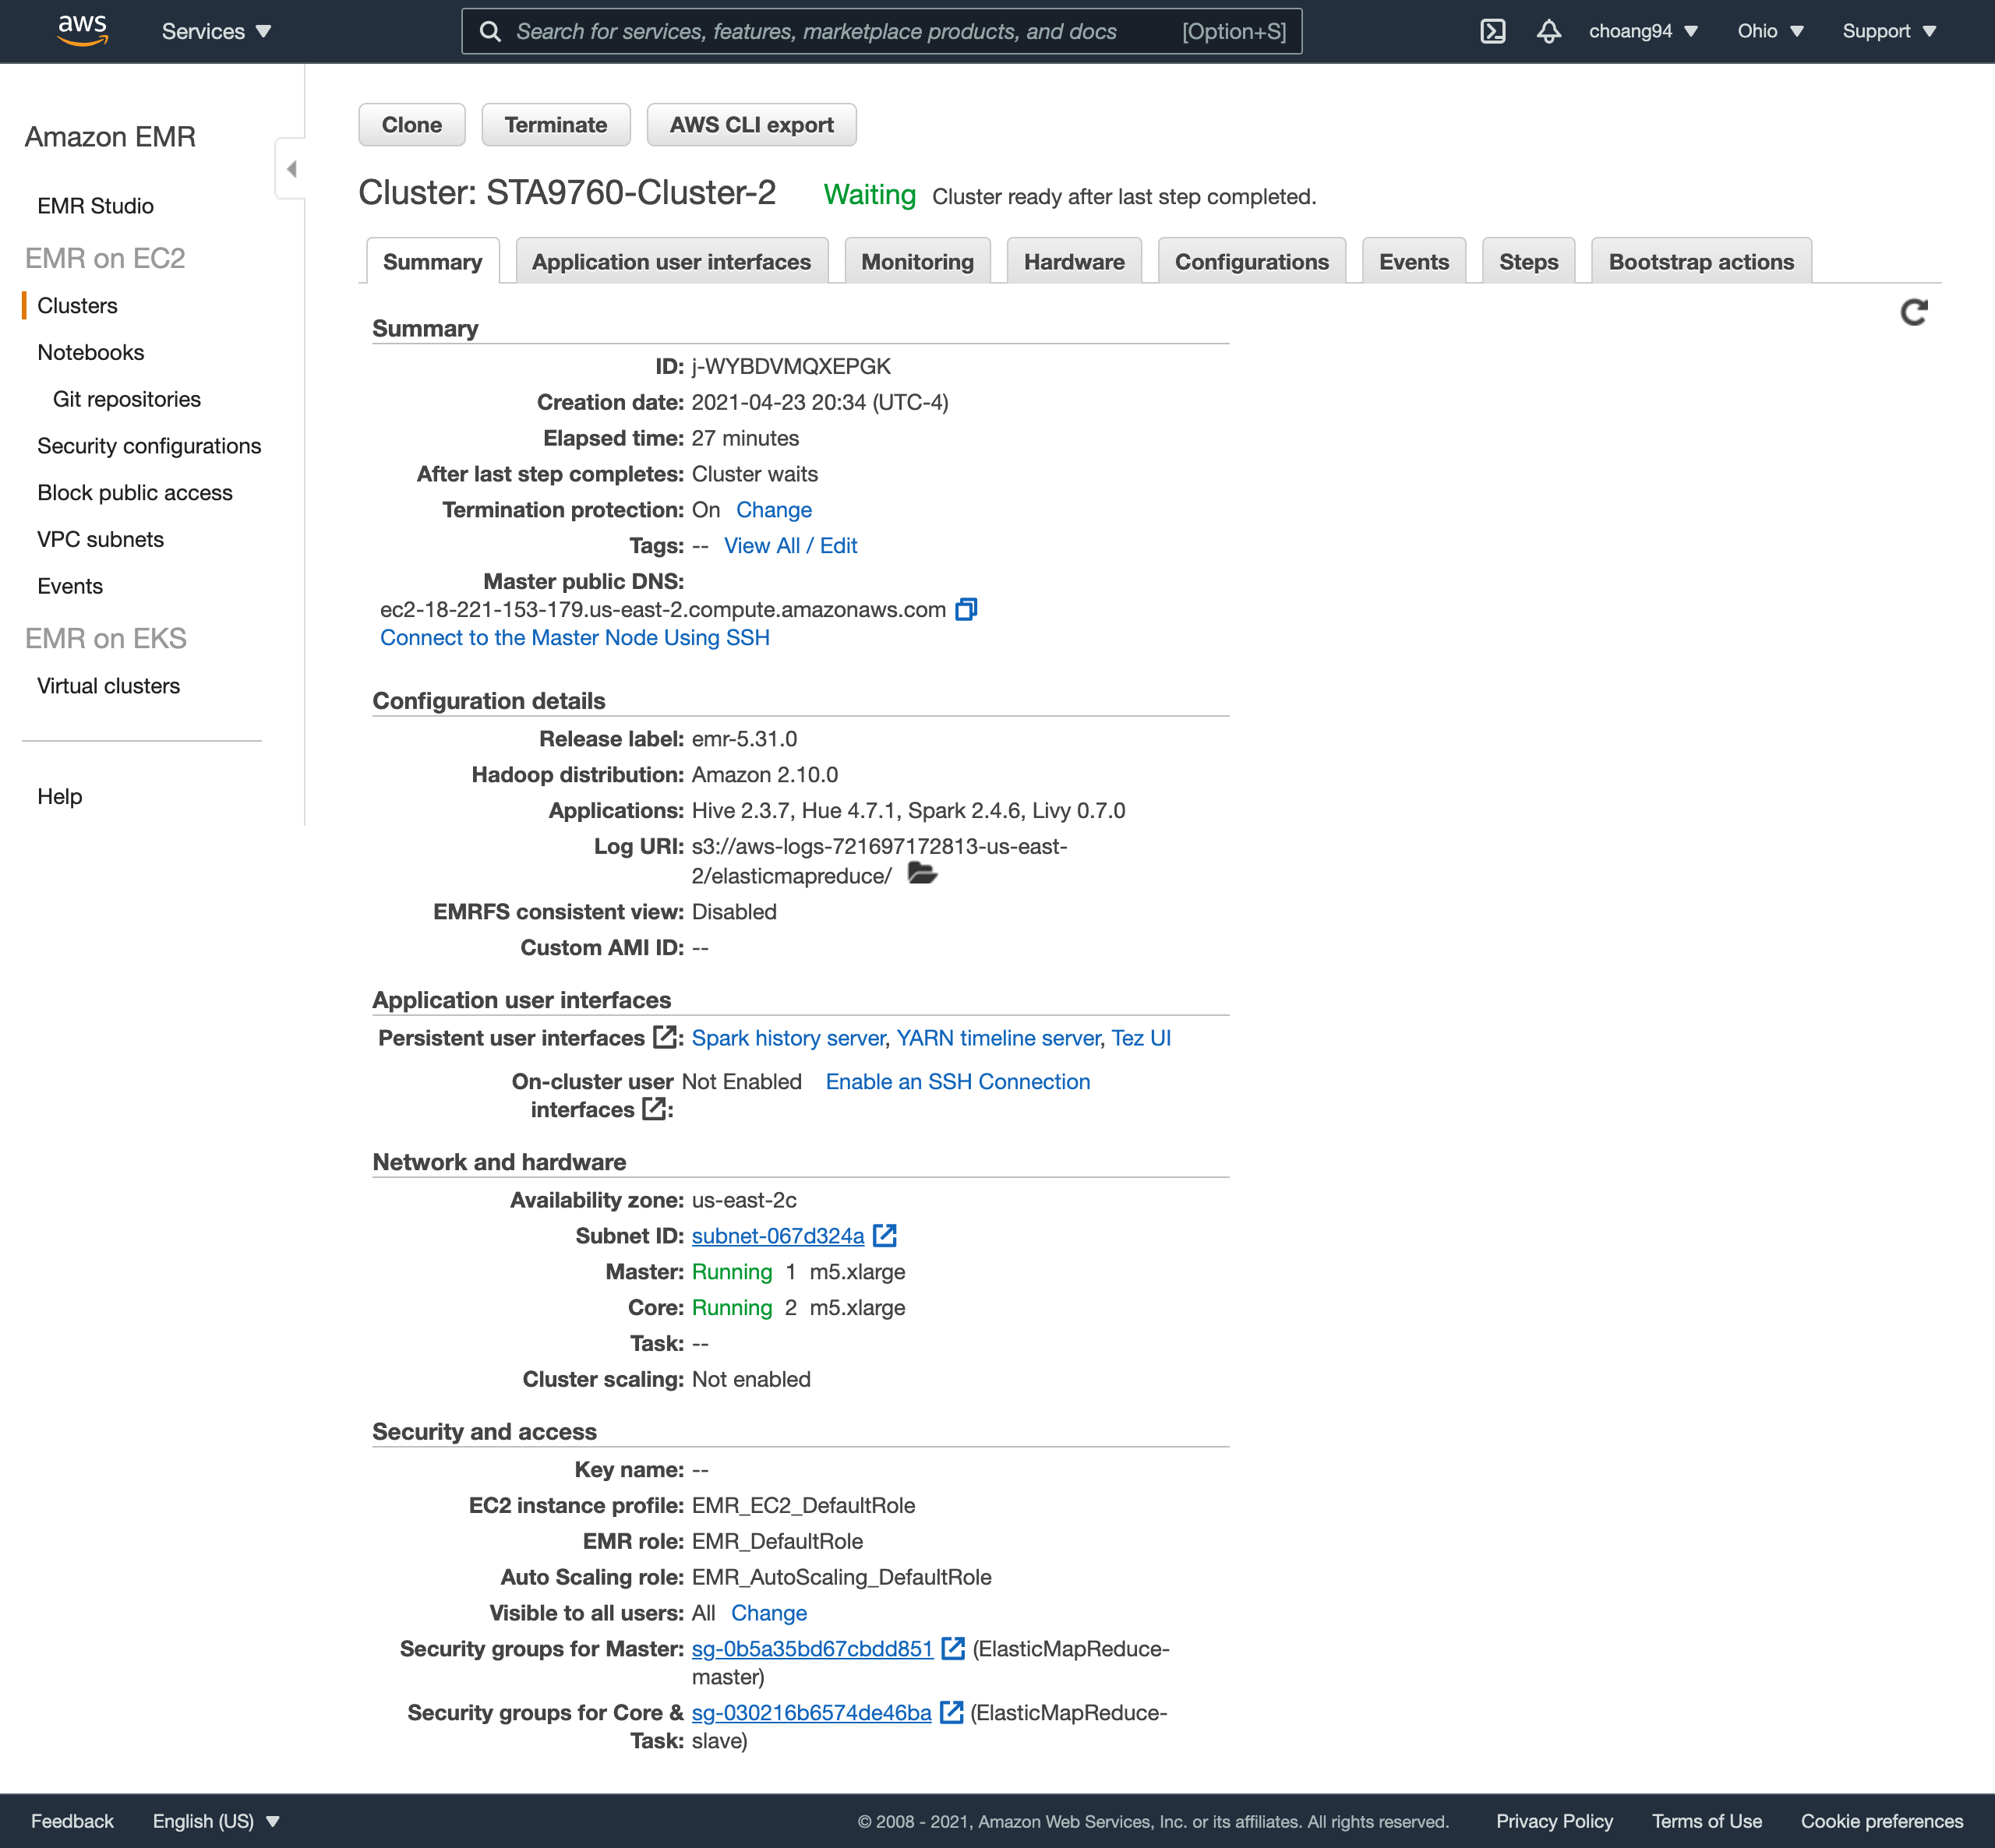 aws
Services
Search for services, features, marketplace products, and docs [Option+S]
choang94
Ohio
Support
Amazon EMR
EMR Studio
EMR on EC2
Clusters
Notebooks
Git repositories
Security configurations
Block public access
VPC subnets
Events
EMR on EKS
Virtual clusters
Help
Clone
Terminate
AWS CLI export
Cluster: STA9760-Cluster-2 Waiting Cluster ready after last step completed.
Summary
Application user interfaces
Monitoring
Hardware
Configurations
Events
Steps
Bootstrap actions
Summary
ID: j-WYBDVMQXEPGK
Creation date: 2021-04-23 20:34 (UTC-4)
Elapsed time: 27 minutes
After last step completes: Cluster waits
Termination protection: On Change
Tags: -- View All / Edit
Master public DNS:
ec2-18-221-153-179.us-east-2.compute.amazonaws.com
Connect to the Master Node Using SSH
Configuration details
Release label: emr-5.31.0
Hadoop distribution: Amazon 2.10.0
Applications: Hive 2.3.7, Hue 4.7.1, Spark 2.4.6, Livy 0.7.0
Log URI: s3://aws-logs-721697172813-us-east-
2/elasticmapreduce/
EMRFS consistent view: Disabled
Custom AMI ID: --
Application user interfaces
Persistent user interfaces : Spark history server, YARN timeline server, Tez UI
On-cluster user Not Enabled Enable an SSH Connection
interfaces :
Network and hardware
Availability zone: us-east-2c
Subnet ID: subnet-067d324a
Master: Running 1 m5.xlarge
Core: Running 2 m5.xlarge
Task: --
Cluster scaling: Not enabled
Security and access
Key name: --
EC2 instance profile: EMR_EC2_DefaultRole
EMR role: EMR_DefaultRole
Auto Scaling role: EMR_AutoScaling_DefaultRole
Visible to all users: All Change
Security groups for Master: sg-0b5a35bd67cbdd851 (ElasticMapReduce-
master)
Security groups for Core & sg-030216b6574de46ba (ElasticMapReduce-
Task: slave)
Feedback
English (US)
© 2008 - 2021, Amazon Web Services, Inc. or its affiliates. All rights reserved.
Privacy Policy
Terms of Use
Cookie preferences